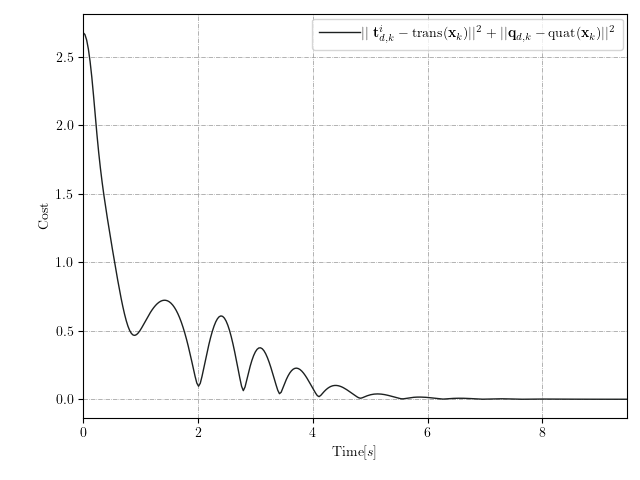 || t^i_{d,k} − trans(x_k)||^2 + ||q_{d,k} − quat(x_k)||^2
2.5
2.0
1.5
1.0
0.5
0.0
Cost
0 2 4 6 8
Time[s]